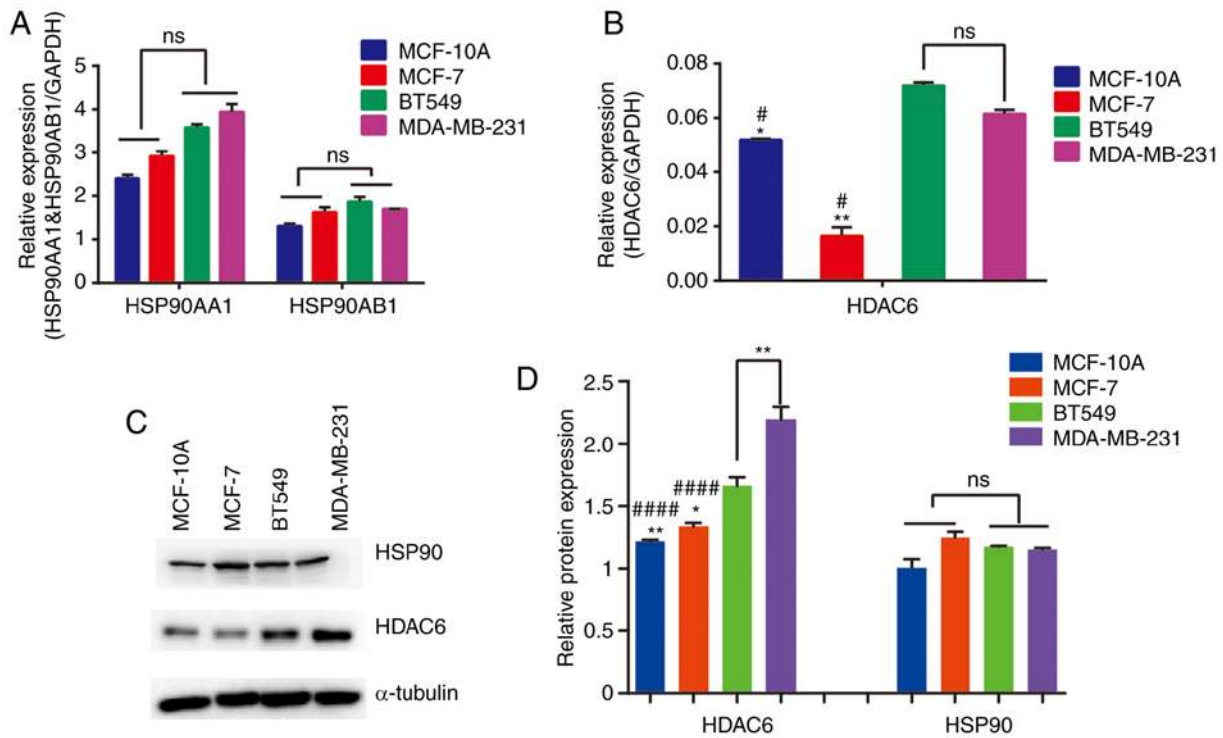 A
Relative expression
(HSP90AA1&HSP90AB1/GAPDH)
5
4
3
2
1
0
ns
ns
MCF-10A
MCF-7
BT549
MDA-MB-231
HSP90AA1
HSP90AB1
B
Relative expression
(HDAC6/GAPDH)
0.08
0.06
0.04
0.02
0.00
#
*
#
**
ns
MCF-10A
MCF-7
BT549
MDA-MB-231
HDAC6
C
MCF-10A
MCF-7
BT549
MDA-MB-231
HSP90
HDAC6
α-tubulin
D
Relative protein expression
2.5
2.0
1.5
1
0.5
0
####
**
####
*
**
ns
MCF-10A
MCF-7
BT549
MDA-MB-231
HDAC6
HSP90